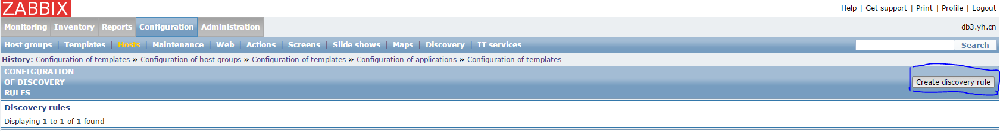 ZABBIX
Help | Get support | Print | Profile | Logout
Monitoring Inventory Reports Configuration Administration
db3.yh.cn
Host groups | Templates | Hosts | Maintenance | Web | Actions | Screens | Slide shows | Maps | Discovery | IT services
Search
History: Configuration of templates » Configuration of host groups » Configuration of templates » Configuration of applications » Configuration of templates
CONFIGURATION
OF DISCOVERY
RULES
Create discovery rule
Discovery rules
Displaying 1 to 1 of 1 found